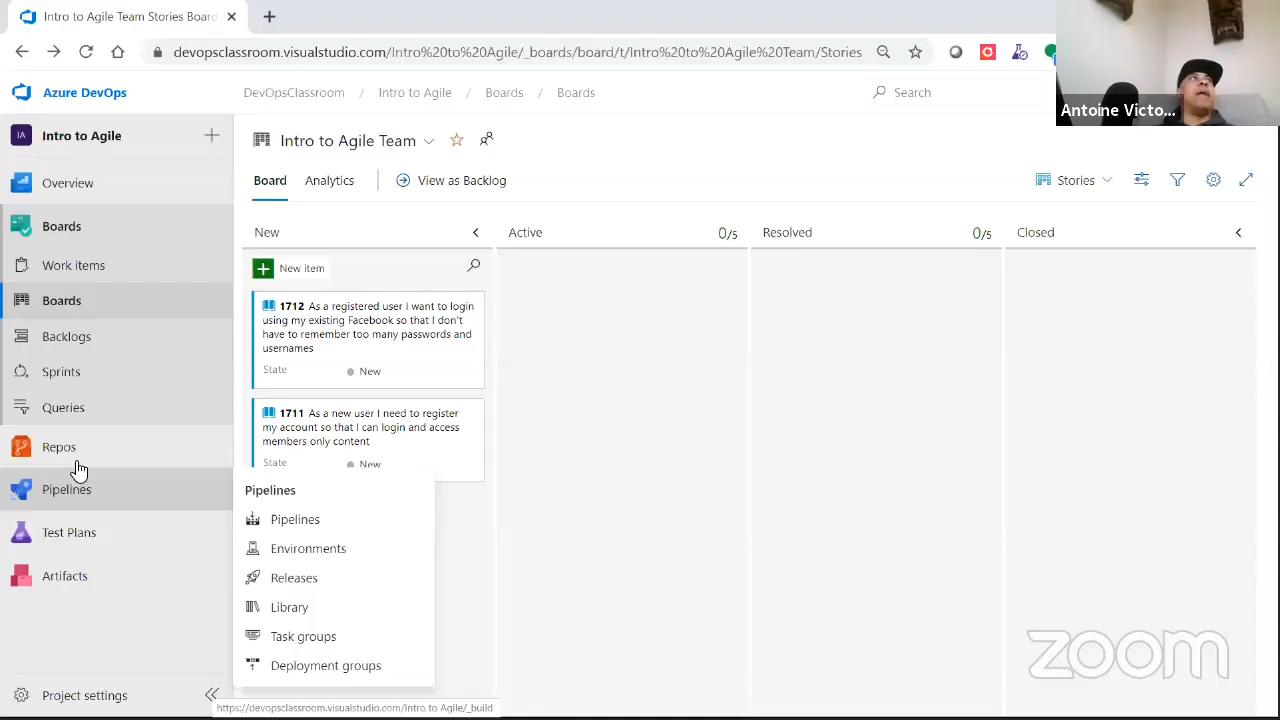 Intro to Agile Team Stories Board
devopsclassroom.visualstudio.com/Intro%20to%20Agile/_boards/board/t/Intro%20to%20Agile%20Team/Stories
Antoine Victo...
Azure DevOps
DevOpsClassroom / Intro to Agile / Boards / Boards
Search
Intro to Agile
Overview
Boards
Work items
Boards
Backlogs
Sprints
Queries
Repos
Pipelines
Test Plans
Artifacts
Project settings
Intro to Agile Team
Board Analytics View as Backlog
Stories
New
Active 0/5
Resolved 0/5
Closed
New item
1712 As a registered user I want to login
using my existing Facebook so that I don't
have to remember too many passwords and
usernames
State New
1711 As a new user I need to register
my account so that I can login and access
members only content
State New
Pipelines
Pipelines
Environments
Releases
Library
Task groups
Deployment groups
https://devopsclassroom.visualstudio.com/Intro to Agile/_build
zoom
IA